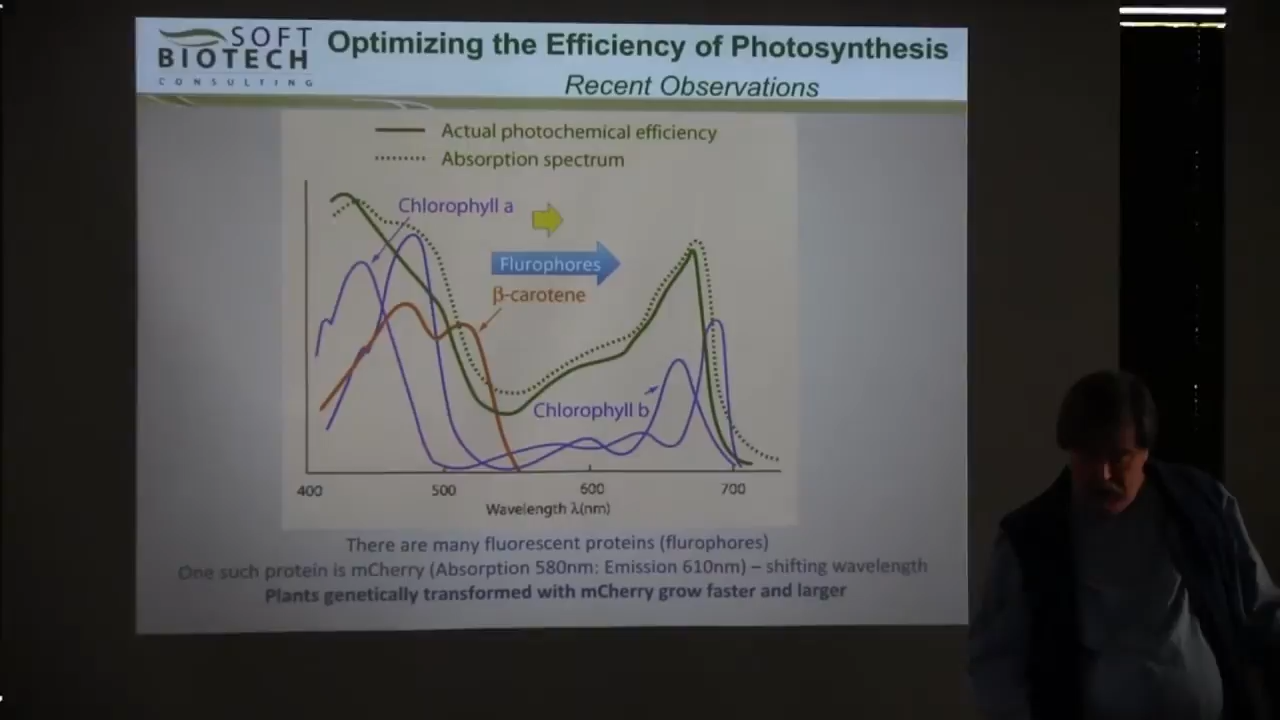 SOFT
BIOTECH
CONSULTING
Optimizing the Efficiency of Photosynthesis
Recent Observations
Actual photochemical efficiency
Absorption spectrum
Chlorophyll a
Flurophores
β-carotene
Chlorophyll b
400 500 600 700
Wavelength λ(nm)
There are many fluorescent proteins (flurophores)
One such protein is mCherry (Absorption 580nm: Emission 610nm) – shifting wavelength
Plants genetically transformed with mCherry grow faster and larger